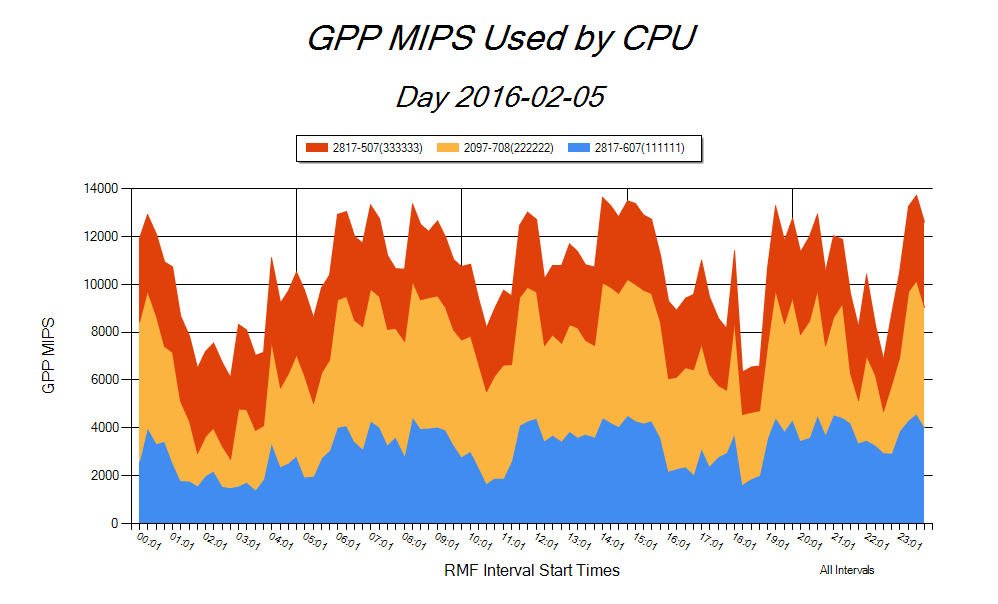 GPP MIPS Used by CPU
Day 2016-02-05
2817-507(333333) 2097-708(222222) 2817-607(111111)
GPP MIPS
14000
12000
10000
8000
6000
4000
2000
0
00:01 01:01 02:01 03:01 04:01 05:01 06:01 07:01 08:01 09:01 10:01 11:01 12:01 13:01 14:01 15:01 16:01 17:01 18:01 19:01 20:01 21:01 22:01 23:01
RMF Interval Start Times
All Intervals